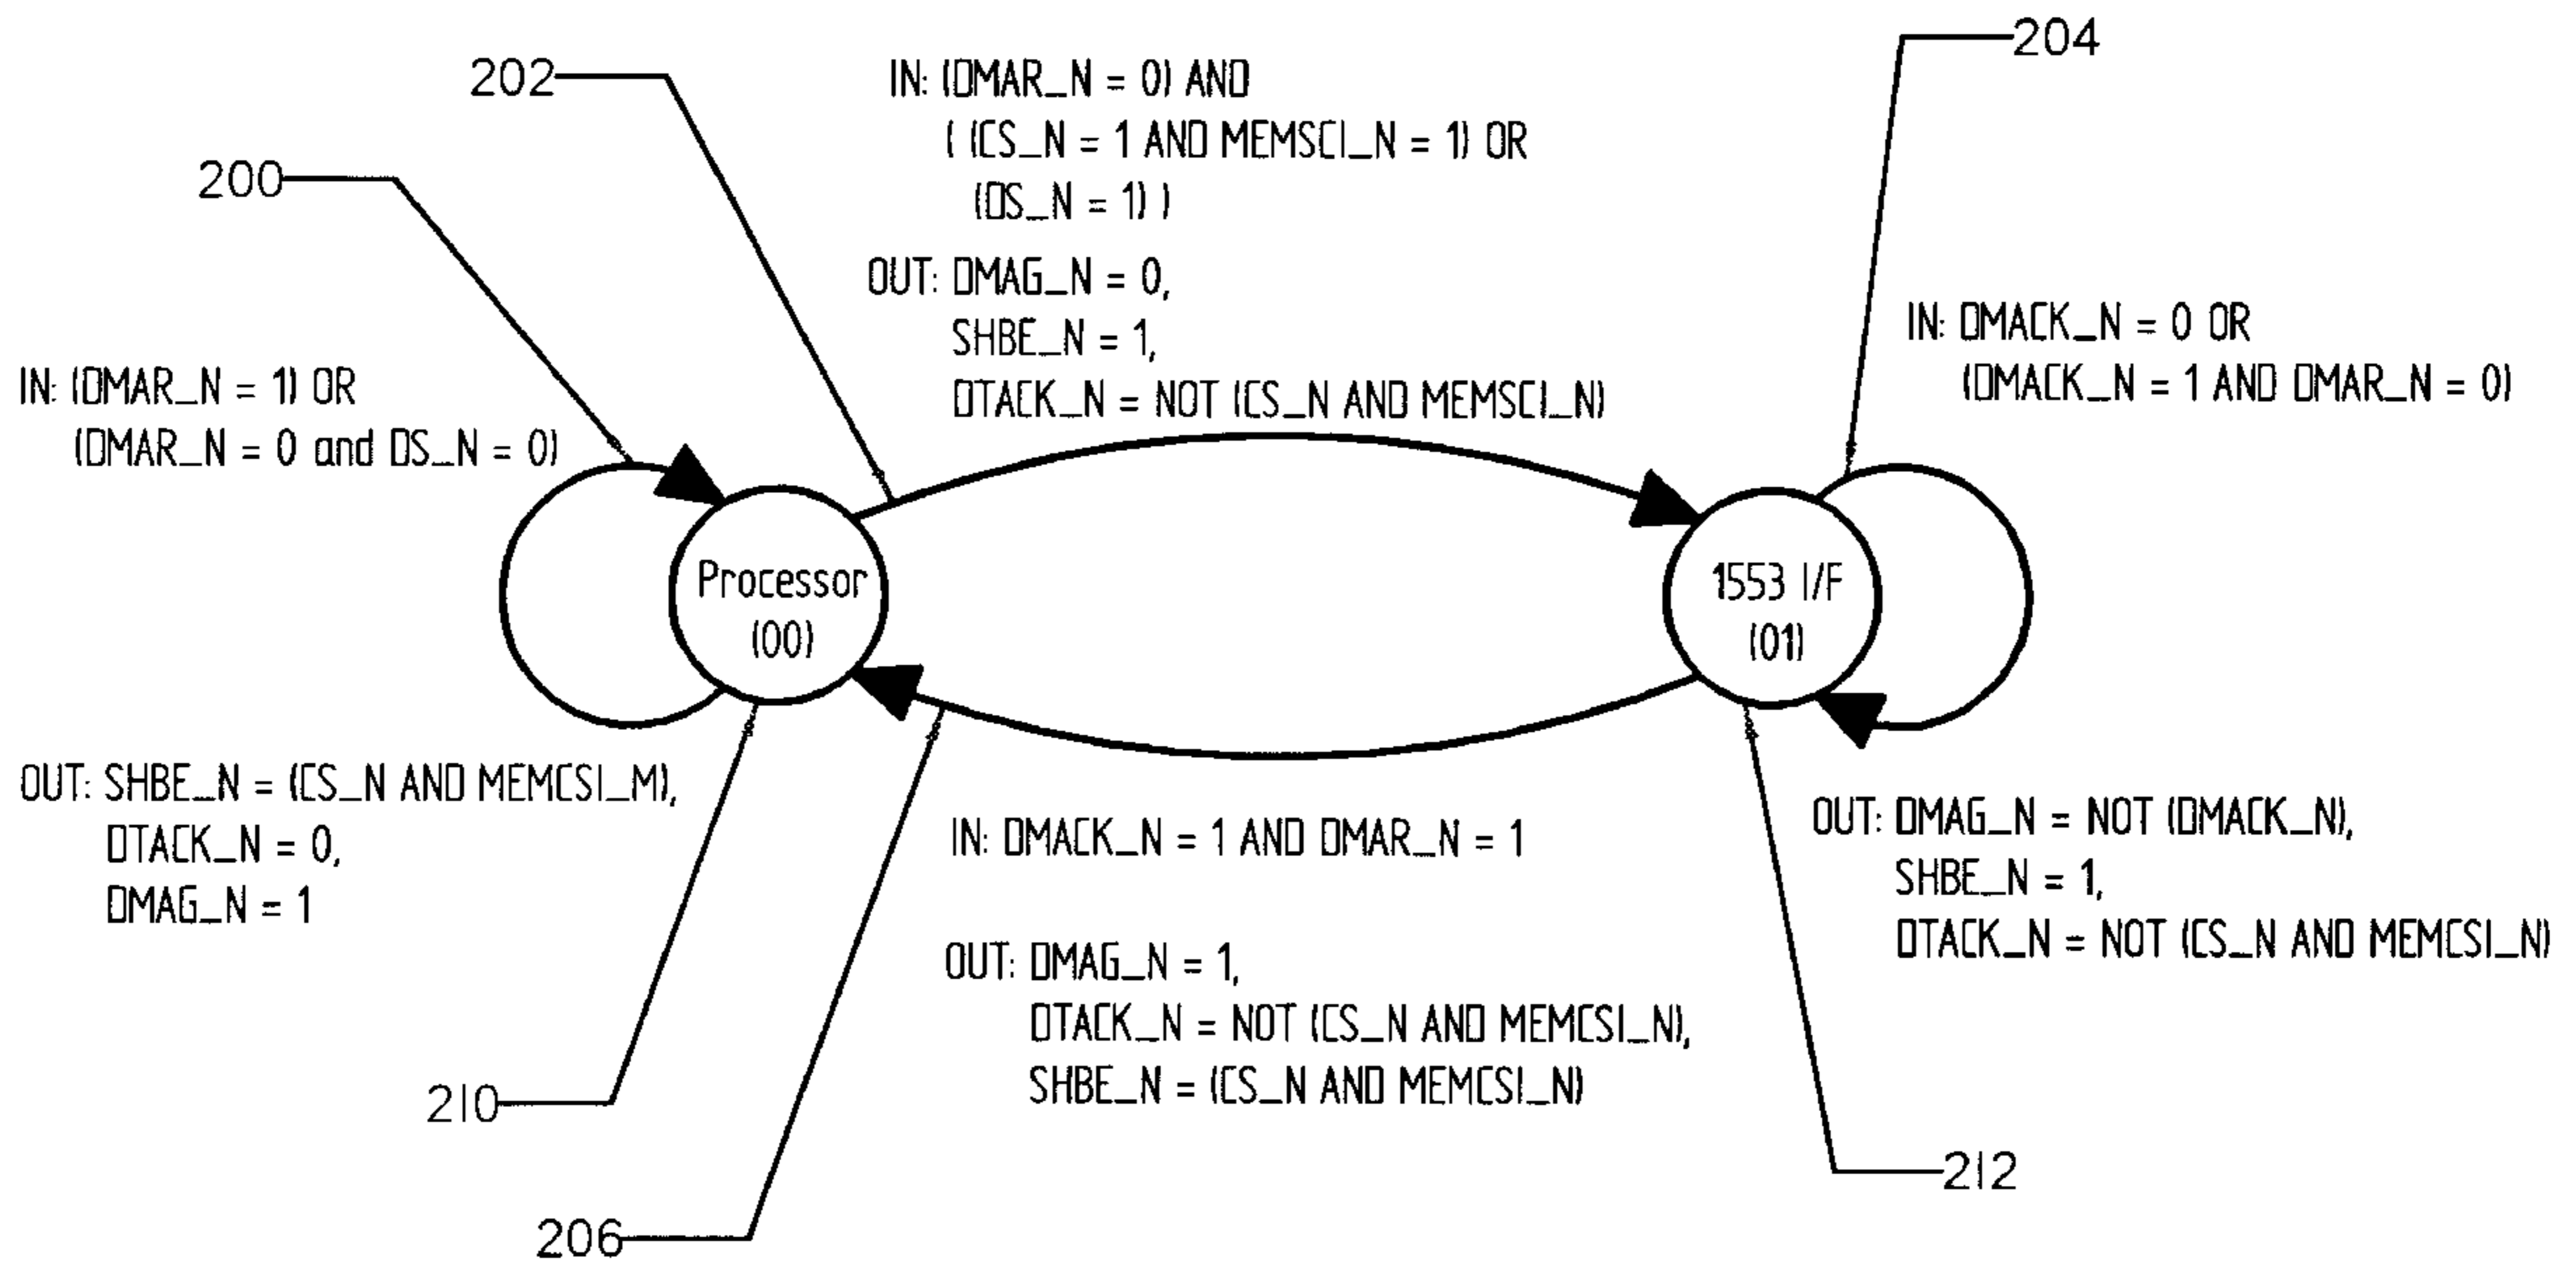 204
202
IN: (DMAR_N = 0) AND
( (CS_N = 1 AND MEMSCI_N = 1) OR
(DS_N = 1) )
200
OUT: DMAG_N = 0,
SHBE_N = 1,
DTACK_N = NOT (CS_N AND MEMSCI_N)
IN: DMACK_N = 0 OR
(DMACK_N = 1 AND DMAR_N = 0)
IN: (DMAR_N = 1) OR
(DMAR_N = 0 and DS_N = 0)
Processor
(00)
1553 I/F
(01)
OUT: SHBE_N = (CS_N AND MEMCSI_M),
DTACK_N = 0,
DMAG_N = 1
IN: DMACK_N = 1 AND DMAR_N = 1
OUT: DMAG_N = 1,
DTACK_N = NOT (CS_N AND MEMCSI_N),
SHBE_N = (CS_N AND MEMCSI_N)
OUT: DMAG_N = NOT (DMACK_N),
SHBE_N = 1,
DTACK_N = NOT (CS_N AND MEMCSI_N)
210
212
206